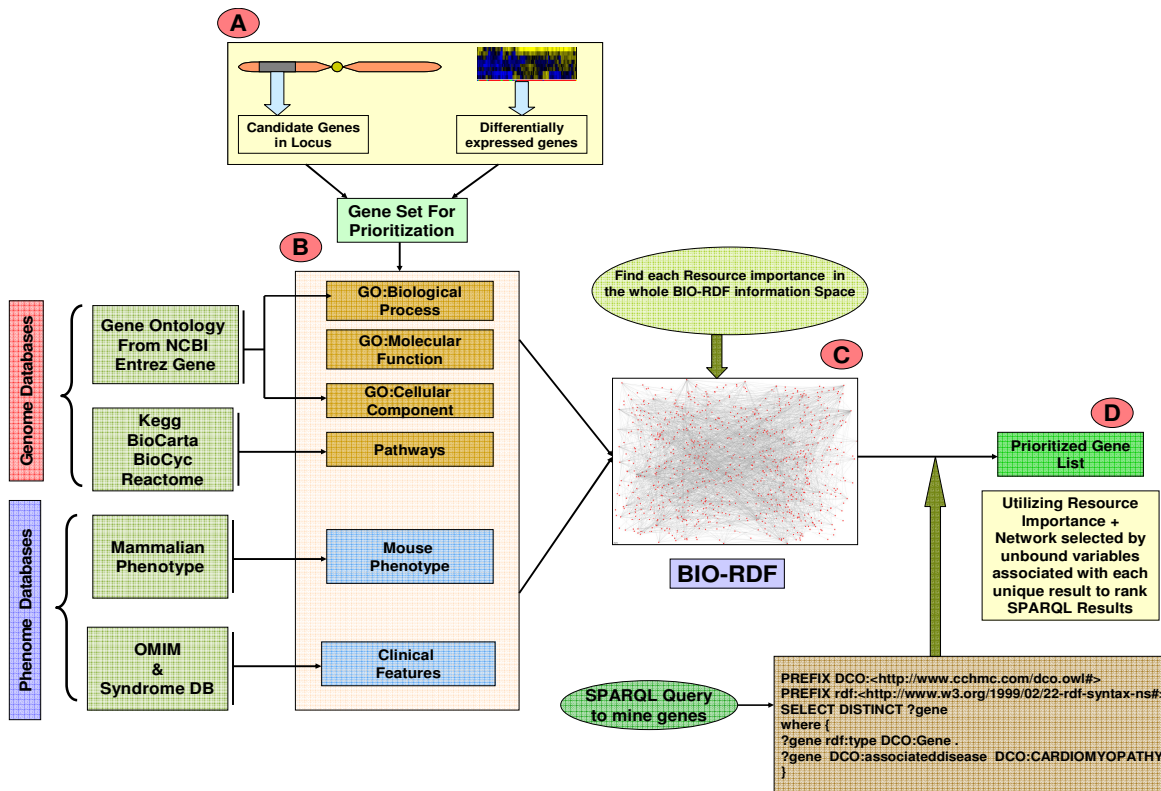 A
Candidate Genes
in Locus
Differentially
expressed genes
Gene Set For
Prioritization
B
Genome Databases
Gene Ontology
From NCBI
Entrez Gene
Kegg
BioCarta
BioCyc
Reactome
Phenome Databases
Mammalian
Phenotype
OMIM
&
Syndrome DB
GO:Biological
Process
GO:Molecular
Function
GO:Cellular
Component
Pathways
Mouse
Phenotype
Clinical
Features
Find each Resource importance in
the whole BIO-RDF information Space
C
BIO-RDF
D
Prioritized Gene
List
Utilizing Resource
Importance +
Network selected by
unbound variables
associated with each
unique result to rank
SPARQL Results
SPARQL Query
to mine genes
PREFIX DCO:<http://www.cchmc.com/dco.owl#>
PREFIX rdf:<http://www.w3.org/1999/02/22-rdf-syntax-ns#>
SELECT DISTINCT ?gene
where {
?gene rdf:type DCO:Gene .
?gene DCO:associateddisease DCO:CARDIOMYOPATHY
}